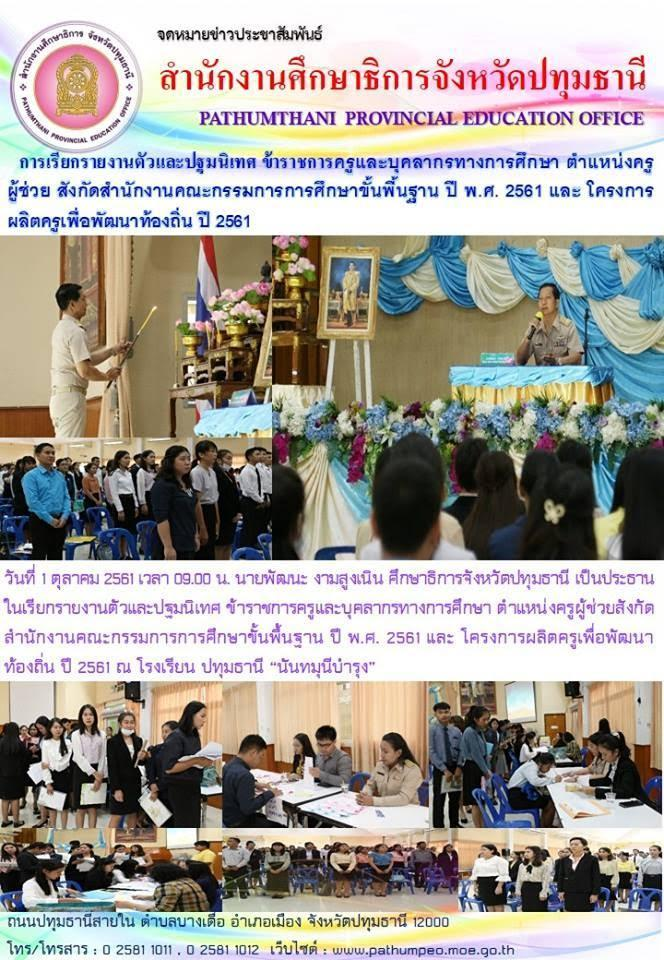 สำนักงานศึกษาธิการ จังหวัดปทุมธานี
PATHUMTHANI PROVINCIAL EDUCATION OFFICE
จดหมายข่าวประชาสัมพันธ์
สำนักงานศึกษาธิการจังหวัดปทุมธานี
PATHUMTHANI PROVINCIAL EDUCATION OFFICE
การเรียกรายงานตัวและปฐมนิเทศ ข้าราชการครูและบุคลากรทางการศึกษา ตำแหน่งครู
ผู้ช่วย สังกัดสำนักงานคณะกรรมการการศึกษาขั้นพื้นฐาน ปี พ.ศ. 2561 และ โครงการ
ผลิตครูเพื่อพัฒนาท้องถิ่น ปี 2561
วันที่ 1 ตุลาคม 2561 เวลา 09.00 น. นายพัฒนะ งามสูงเนิน ศึกษาธิการจังหวัดปทุมธานี เป็นประธาน
ในเรียกรายงานตัวและปฐมนิเทศ ข้าราชการครูและบุคลากรทางการศึกษา ตำแหน่งครูผู้ช่วยสังกัด
สำนักงานคณะกรรมการการศึกษาขั้นพื้นฐาน ปี พ.ศ. 2561 และ โครงการผลิตครูเพื่อพัฒนา
ท้องถิ่น ปี 2561 ณ โรงเรียน ปทุมธานี “นันทมุนีบำรุง”
ถนนปทุมธานีสายใน ตำบลบางเดื่อ อำเภอเมือง จังหวัดปทุมธานี 12000
โทร/โทรสาร : 0 2581 1011 , 0 2581 1012 เว็บไซต์ : www.pathumpeo.moe.go.th